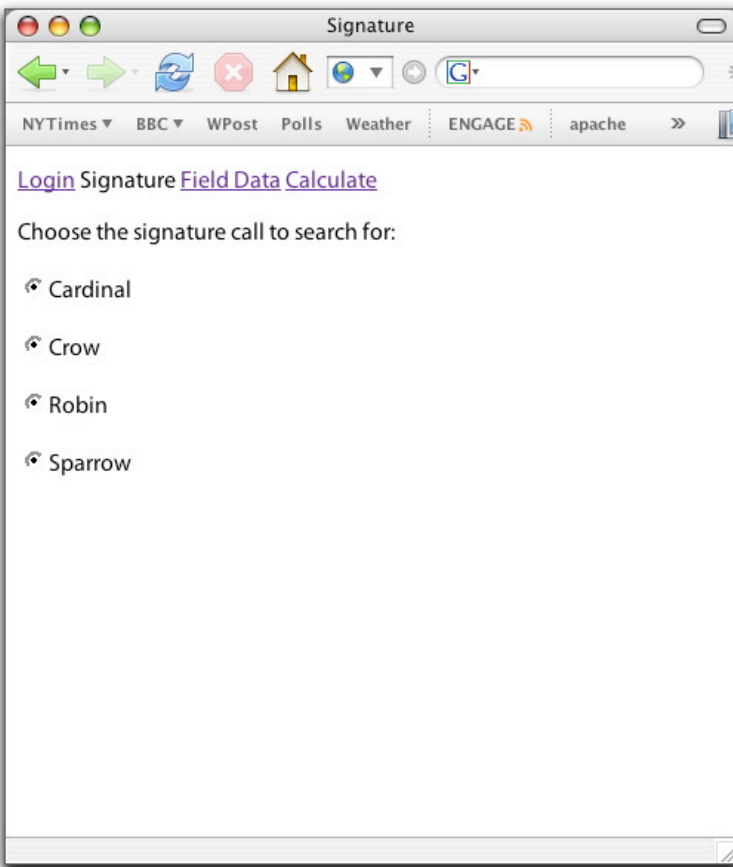 Signature
G
NYTimes BBC WPost Polls Weather ENGAGE apache »
Login Signature Field Data Calculate
Choose the signature call to search for:
Cardinal
Crow
Robin
Sparrow